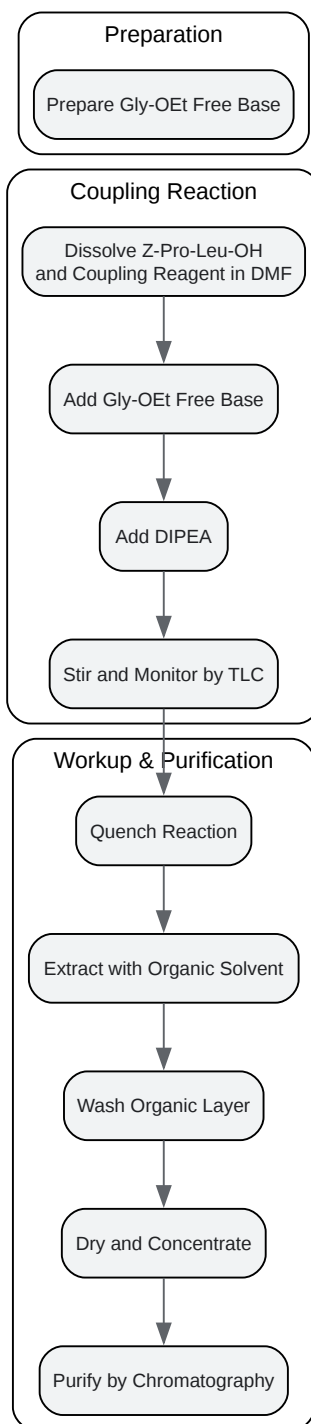 Preparation
Prepare Gly-OEt Free Base
Coupling Reaction
Dissolve Z-Pro-Leu-OH
and Coupling Reagent in DMF
Add Gly-OEt Free Base
Add DIPEA
Stir and Monitor by TLC
Workup & Purification
Quench Reaction
Extract with Organic Solvent
Wash Organic Layer
Dry and Concentrate
Purify by Chromatography